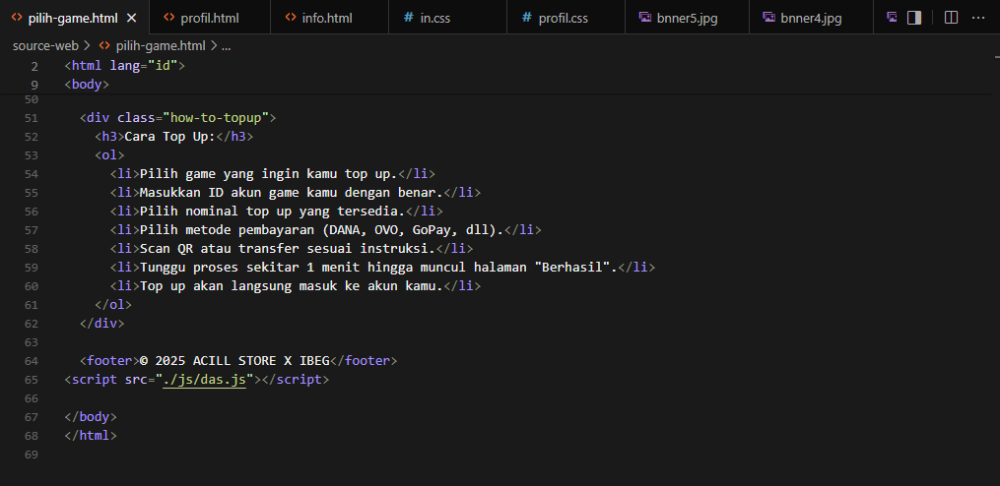 pilih-game.html
profil.html
info.html
# in.css
# profil.css
bnner5.jpg
bnner4.jpg
source-web > pilih-game.html > ...
2 <html lang="id">
9 <body>
50
51 <div class="how-to-topup">
52 <h3>Cara Top Up:</h3>
53 <ol>
54 <li>Pilih game yang ingin kamu top up.</li>
55 <li>Masukkan ID akun game kamu dengan benar.</li>
56 <li>Pilih nominal top up yang tersedia.</li>
57 <li>Pilih metode pembayaran (DANA, OVO, GoPay, dll).</li>
58 <li>Scan QR atau transfer sesuai instruksi.</li>
59 <li>Tunggu proses sekitar 1 menit hingga muncul halaman "Berhasil".</li>
60 <li>Top up akan langsung masuk ke akun kamu.</li>
61 </ol>
62 </div>
63
64 <footer>© 2025 ACILL STORE X IBEG</footer>
65 <script src="./js/das.js"></script>
66
67 </body>
68 </html>
69